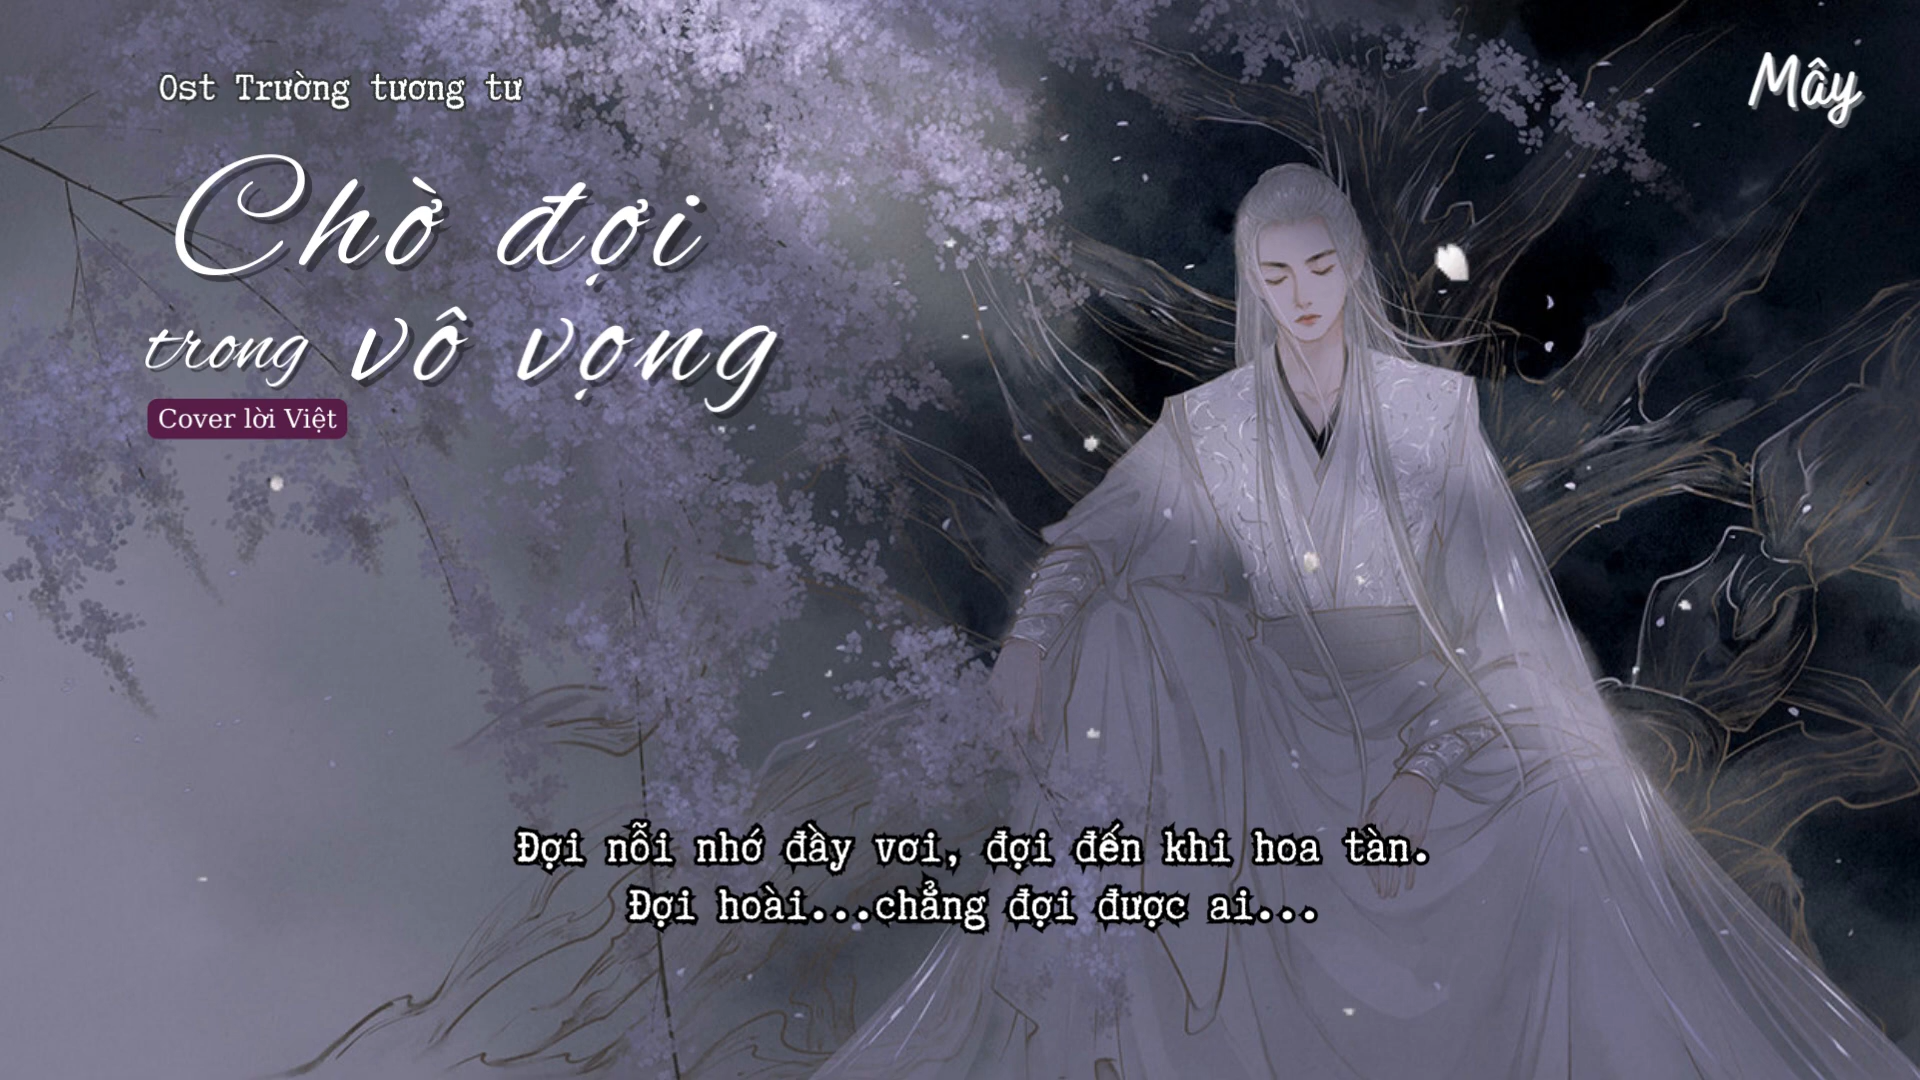 Ost Trường tương tư
Mây
Chờ đợi
trong vô vọng
Cover lời Việt
Đợi nỗi nhớ đầy vơi, đợi đến khi hoa tàn.
Đợi hoài...chẳng đợi được ai...